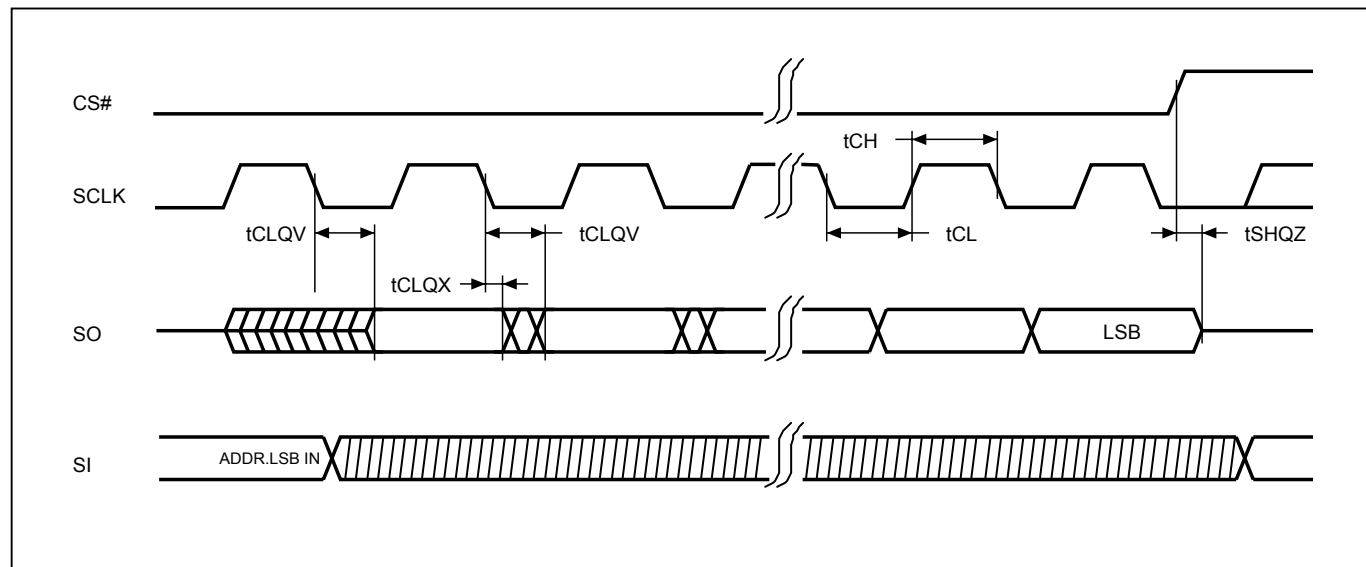 CS#
tCH
SCLK
tCLQV
tCLQV
tCL
tSHQZ
tCLQX
SO
LSB
SI
ADDR.LSB IN